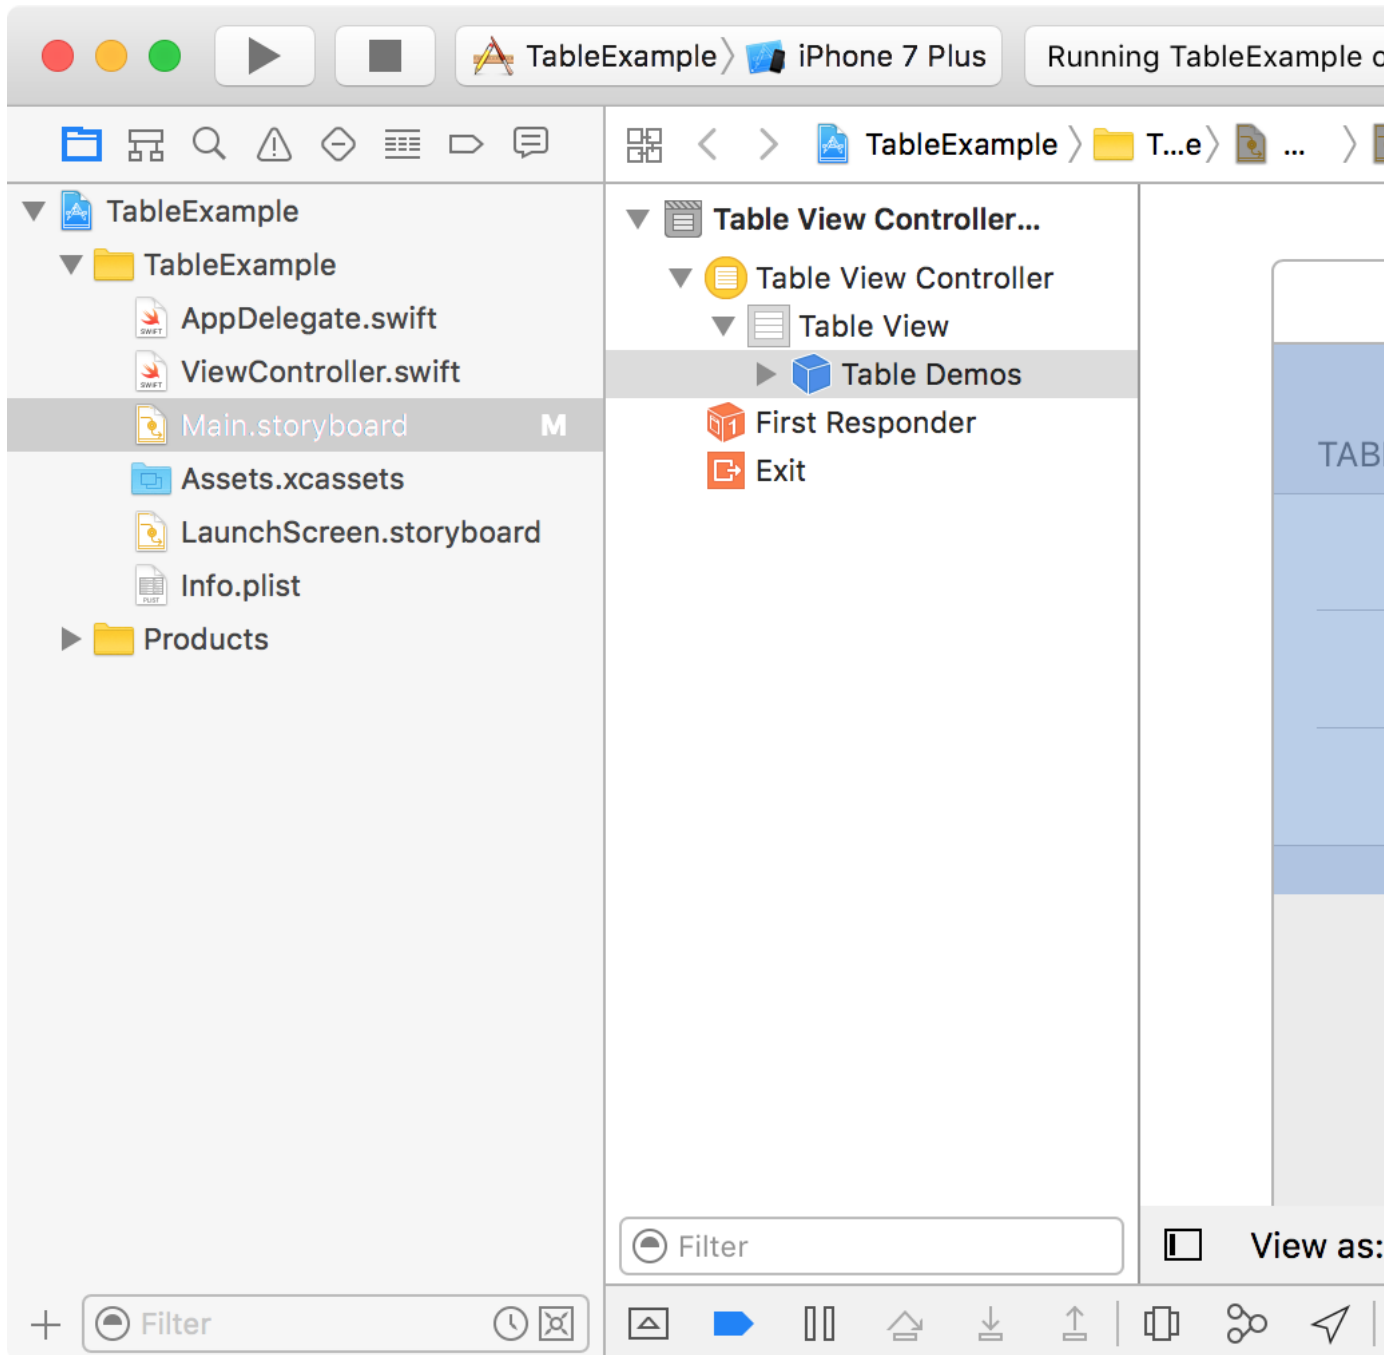 TableExample iPhone 7 Plus
Running TableExample o
TableExample T...e ...
TableExample
TableExample
AppDelegate.swift
ViewController.swift
Main.storyboard M
Assets.xcassets
LaunchScreen.storyboard
Info.plist
Products
Filter
Table View Controller...
Table View Controller
Table View
Table Demos
First Responder
Exit
Filter
TAB
View as: